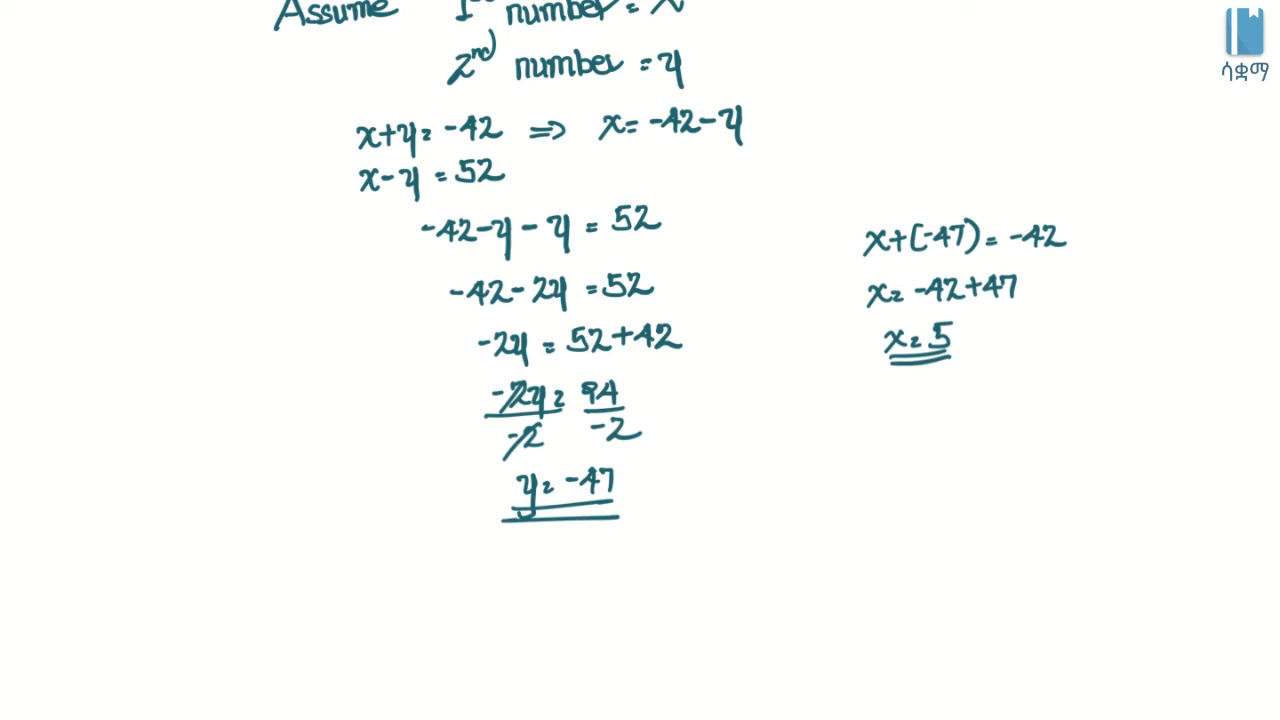 Assume 1st number = x
2nd number = y
x+y = -42 ⇒ x = -42-y
x-y = 52
-42-y-y = 52
-42-2y = 52
-2y = 52+42
-2y = 94
-2 -2
y = -47
x+(-47) = -42
x = -42+47
x = 5
ሳቋማ